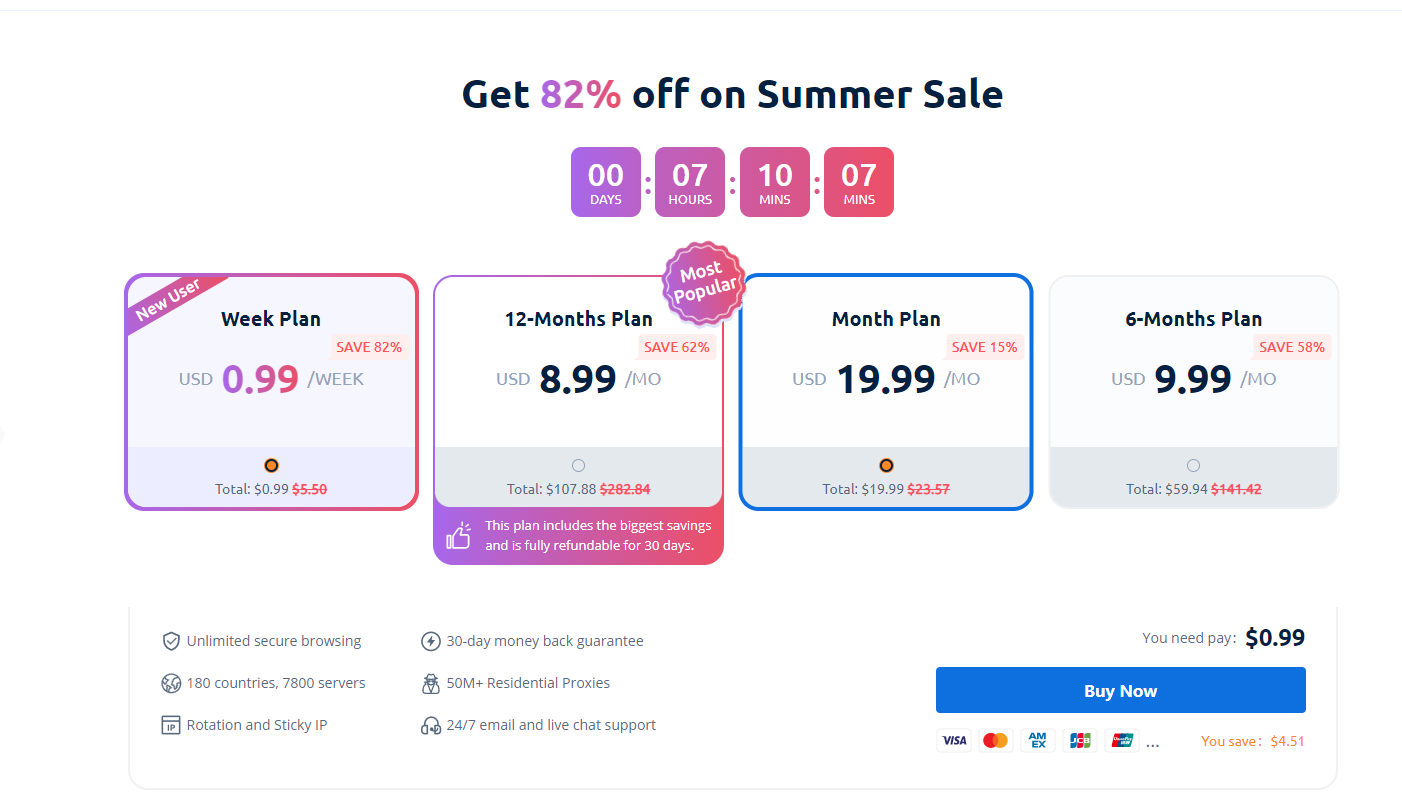 Get 82% off on Summer Sale
00 : 07 : 10 : 07
DAYS HOURS MINS MINS
New User
Week Plan
SAVE 82%
USD 0.99 /WEEK
Total: $0.99 $5.50
Most
Popular
12-Months Plan
SAVE 62%
USD 8.99 /MO
Total: $107.88 $282.84
This plan includes the biggest savings
and is fully refundable for 30 days.
Month Plan
SAVE 15%
USD 19.99 /MO
Total: $19.99 $23.57
6-Months Plan
SAVE 58%
USD 9.99 /MO
Total: $59.94 $141.42
Unlimited secure browsing
180 countries, 7800 servers
IP Rotation and Sticky IP
30-day money back guarantee
50M+ Residential Proxies
24/7 email and live chat support
You need pay: $0.99
Buy Now
VISA
AM
EX
JCB
UnionPay
...
You save: $4.51